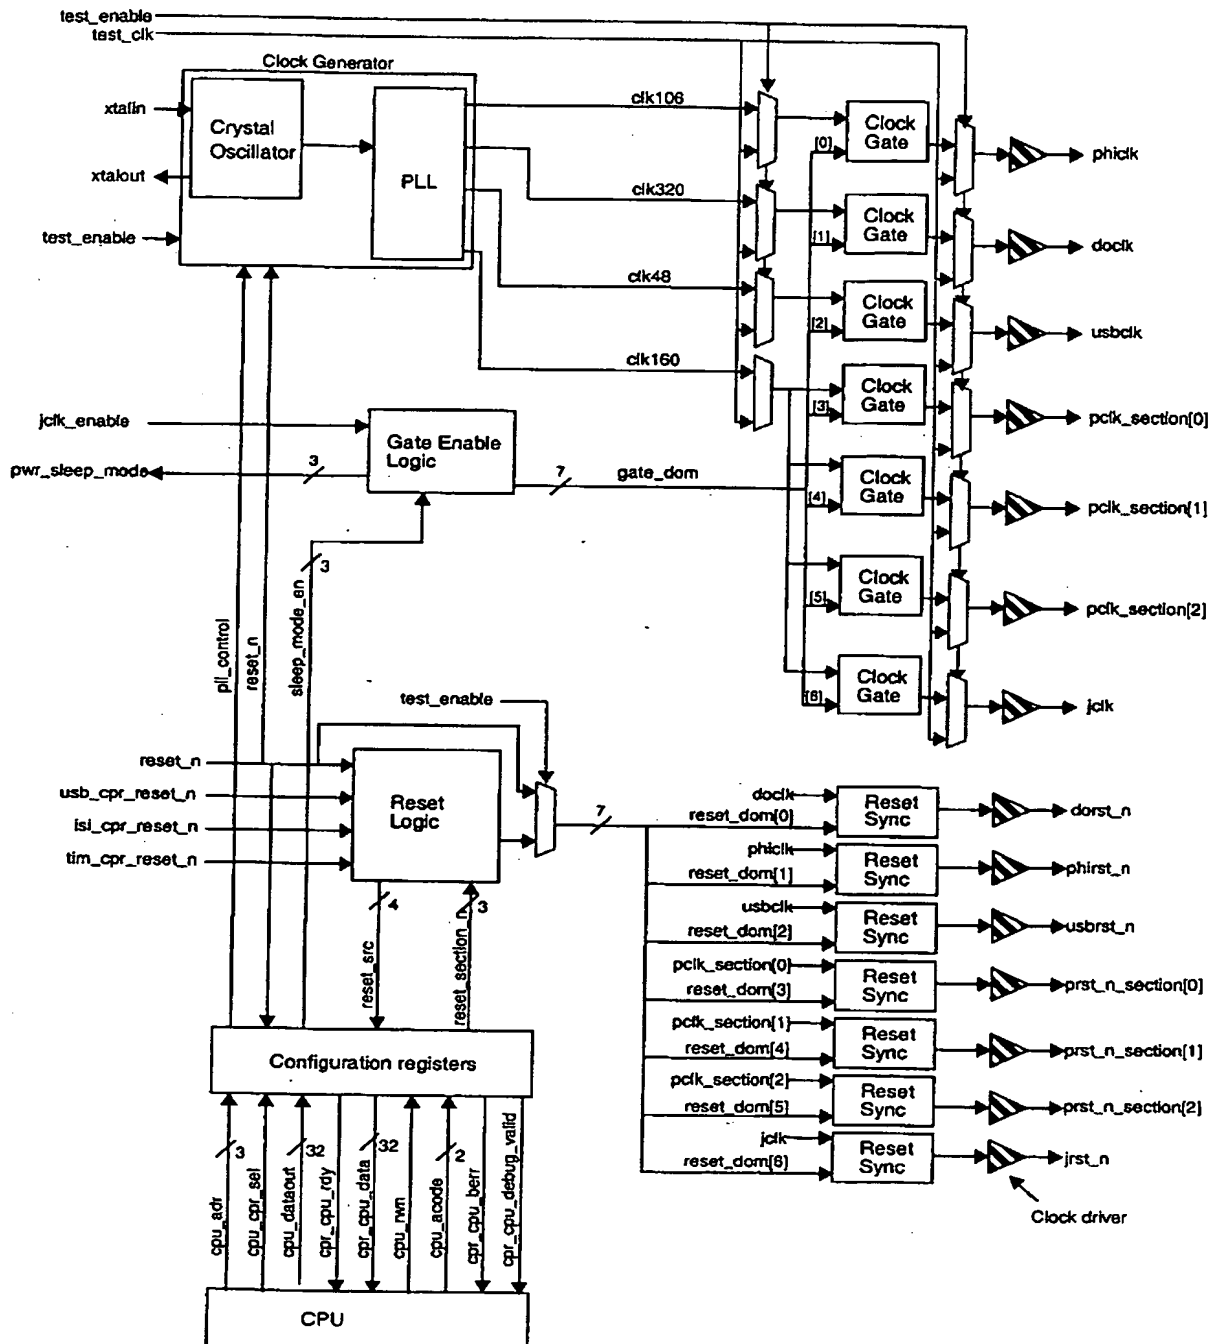 test_enable
test_clk
Clock Generator
xtalin
Crystal
Oscillator
PLL
xtalout
test_enable
clk106
clk320
clk48
clk160
[0]
Clock
Gate
phiclk
[1]
Clock
Gate
doclk
[2]
Clock
Gate
usbclk
[3]
Clock
Gate
pclk_section[0]
jclk_enable
pwr_sleep_mode
3
Gate Enable
Logic
7
gate_dom
[4]
Clock
Gate
pclk_section[1]
[5]
Clock
Gate
pclk_section[2]
[6]
Clock
Gate
jclk
pll_control
reset_n
sleep_mode_en
3
test_enable
reset_n
usb_cpr_reset_n
isi_cpr_reset_n
tim_cpr_reset_n
Reset
Logic
7
4
reset_src
3
reset_section_n
doclk
reset_dom[0]
Reset
Sync
dorst_n
phiclk
reset_dom[1]
Reset
Sync
phirst_n
usbclk
reset_dom[2]
Reset
Sync
usbrst_n
pclk_section[0]
reset_dom[3]
Reset
Sync
prst_n_section[0]
pclk_section[1]
reset_dom[4]
Reset
Sync
prst_n_section[1]
pclk_section[2]
reset_dom[5]
Reset
Sync
prst_n_section[2]
jclk
reset_dom[6]
Reset
Sync
jrst_n
Clock driver
Configuration registers
3
cpu_adr
cpu_cpr_sel
32
cpu_dataout
cpr_cpu_rdy
32
cpr_cpu_data
cpu_rwn
2
cpu_acode
cpr_cpu_berr
cpr_cpu_debug_valid
CPU